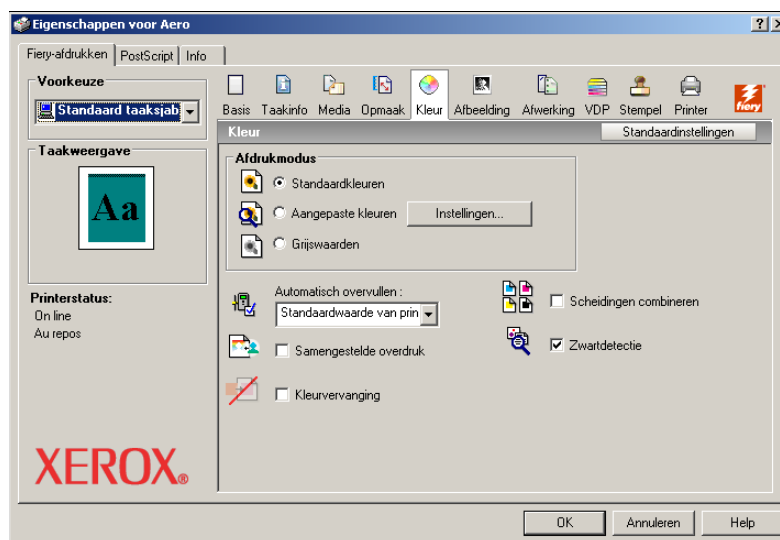 Eigenschappen voor Aero
Fiery-afdrukken PostScript Info
Voorkeuze
Standaard taaksjab
Taakweergave
Aa
Printerstatus:
On line
Au repos
XEROX®
Basis Taakinfo Media Opmaak Kleur Afbeelding Afwerking VDP Stempel Printer
fiery
Kleur Standaardinstellingen
Afdrukmodus
Standaardkleuren
Aangepaste kleuren Instellingen...
Grijswaarden
Automatisch overvullen :
Standaardwaarde van prin
Scheidingen combineren
Samengestelde overdruk
Zwartdetectie
Kleurvervanging
OK Annuleren Help